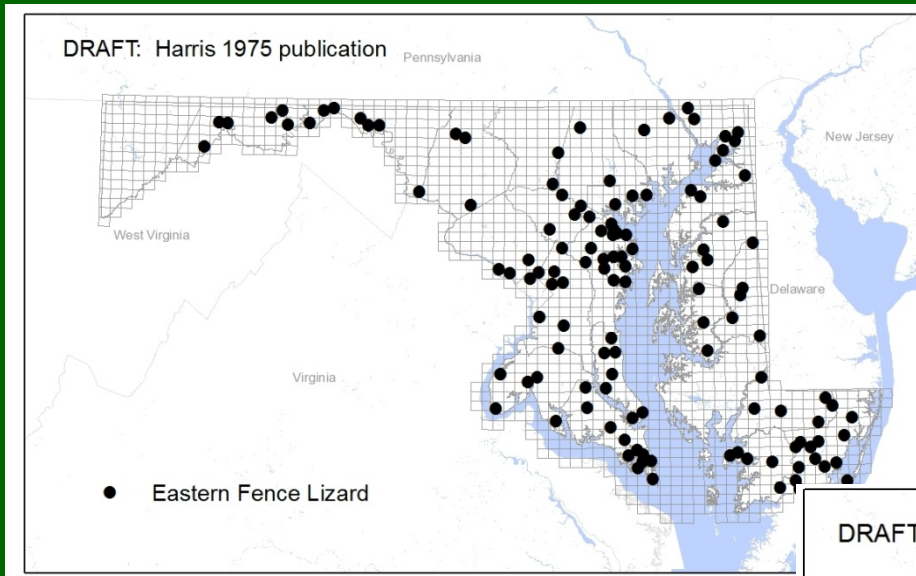 DRAFT: Harris 1975 publication
Pennsylvania
New Jersey
West Virginia
Delaware
Virginia
Eastern Fence Lizard
DRAFT